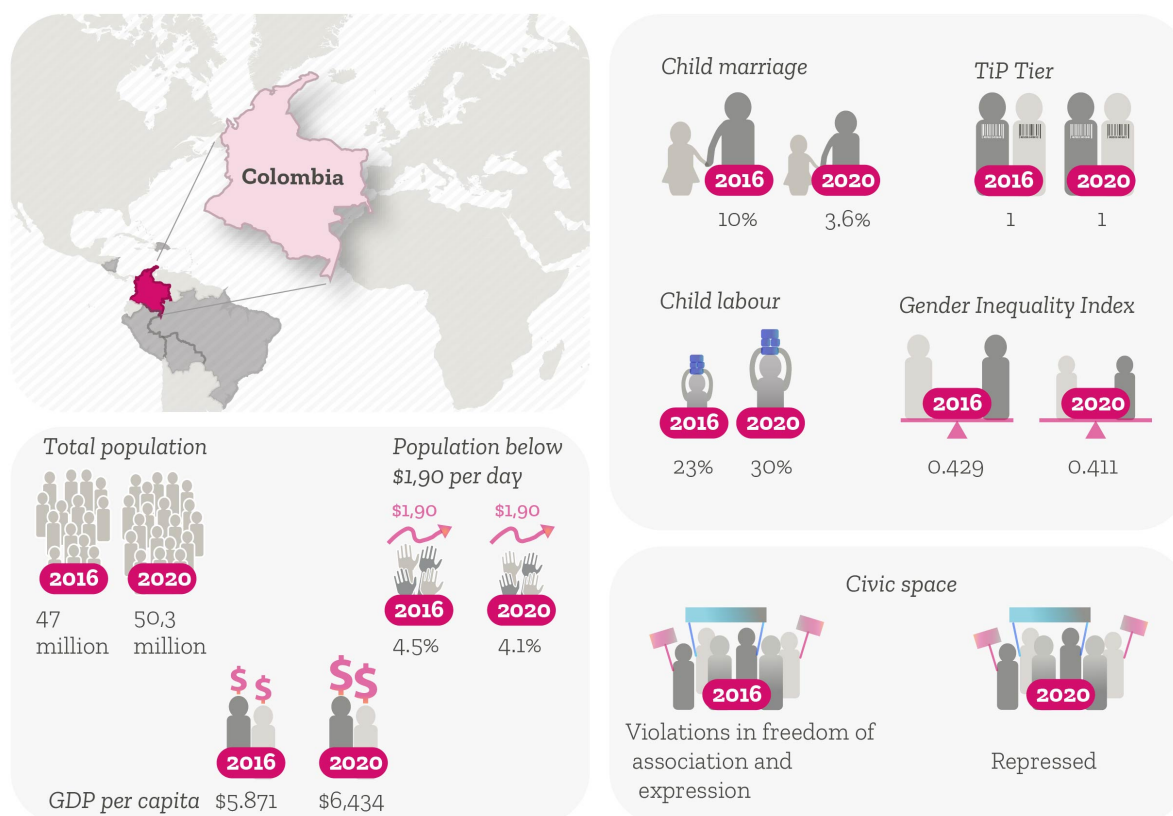 Colombia
Total population
2016
2020
47
million
50,3
million
Population below
$1,90 per day
$1,90
$1,90
2016
2020
4.5%
4.1%
2016
2020
GDP per capita
$5.871
$6,434
Child marriage
2016
2020
10%
3.6%
TiP Tier
2016
2020
1
1
Child labour
2016
2020
23%
30%
Gender Inequality Index
2016
2020
0.429
0.411
Civic space
2016
2020
Violations in freedom of
association and
expression
Repressed